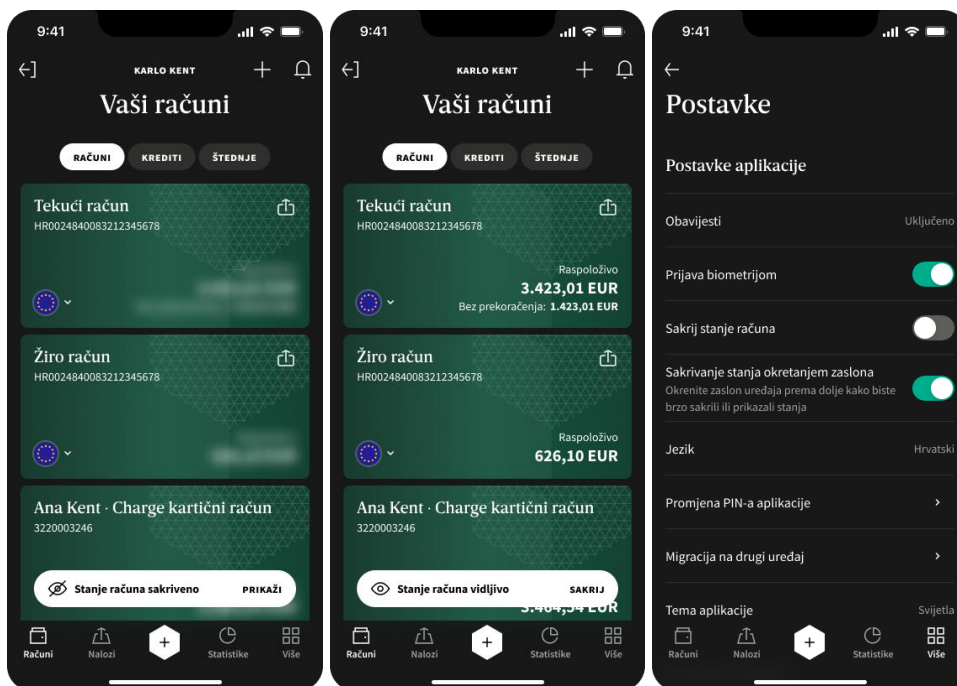 9:41
KARLO KENT
Vaši računi
RAČUNI KREDITI ŠTEDNJE
Tekući račun
HR0024840083212345678
Žiro račun
HR0024840083212345678
Ana Kent · Charge kartični račun
3220003246
Stanje računa sakriveno PRIKAŽI
Računi Nalozi Statistike Više
9:41
KARLO KENT
Vaši računi
RAČUNI KREDITI ŠTEDNJE
Tekući račun
HR0024840083212345678
Raspoloživo
3.423,01 EUR
Bez prekoračenja: 1.423,01 EUR
Žiro račun
HR0024840083212345678
Raspoloživo
626,10 EUR
Ana Kent · Charge kartični račun
3220003246
Stanje računa vidljivo SAKRIJ
3.464,54 EUR
Računi Nalozi Statistike Više
9:41
Postavke
Postavke aplikacije
Obavijesti Uključeno
Prijava biometrijom
Sakrij stanje računa
Sakrivanje stanja okretanjem zaslona
Okrenite zaslon uređaja prema dolje kako biste
brzo sakrili ili prikazali stanja
Jezik Hrvatski
Promjena PIN-a aplikacije
Migracija na drugi uređaj
Tema aplikacije Svijetla
Računi Nalozi Statistike Više